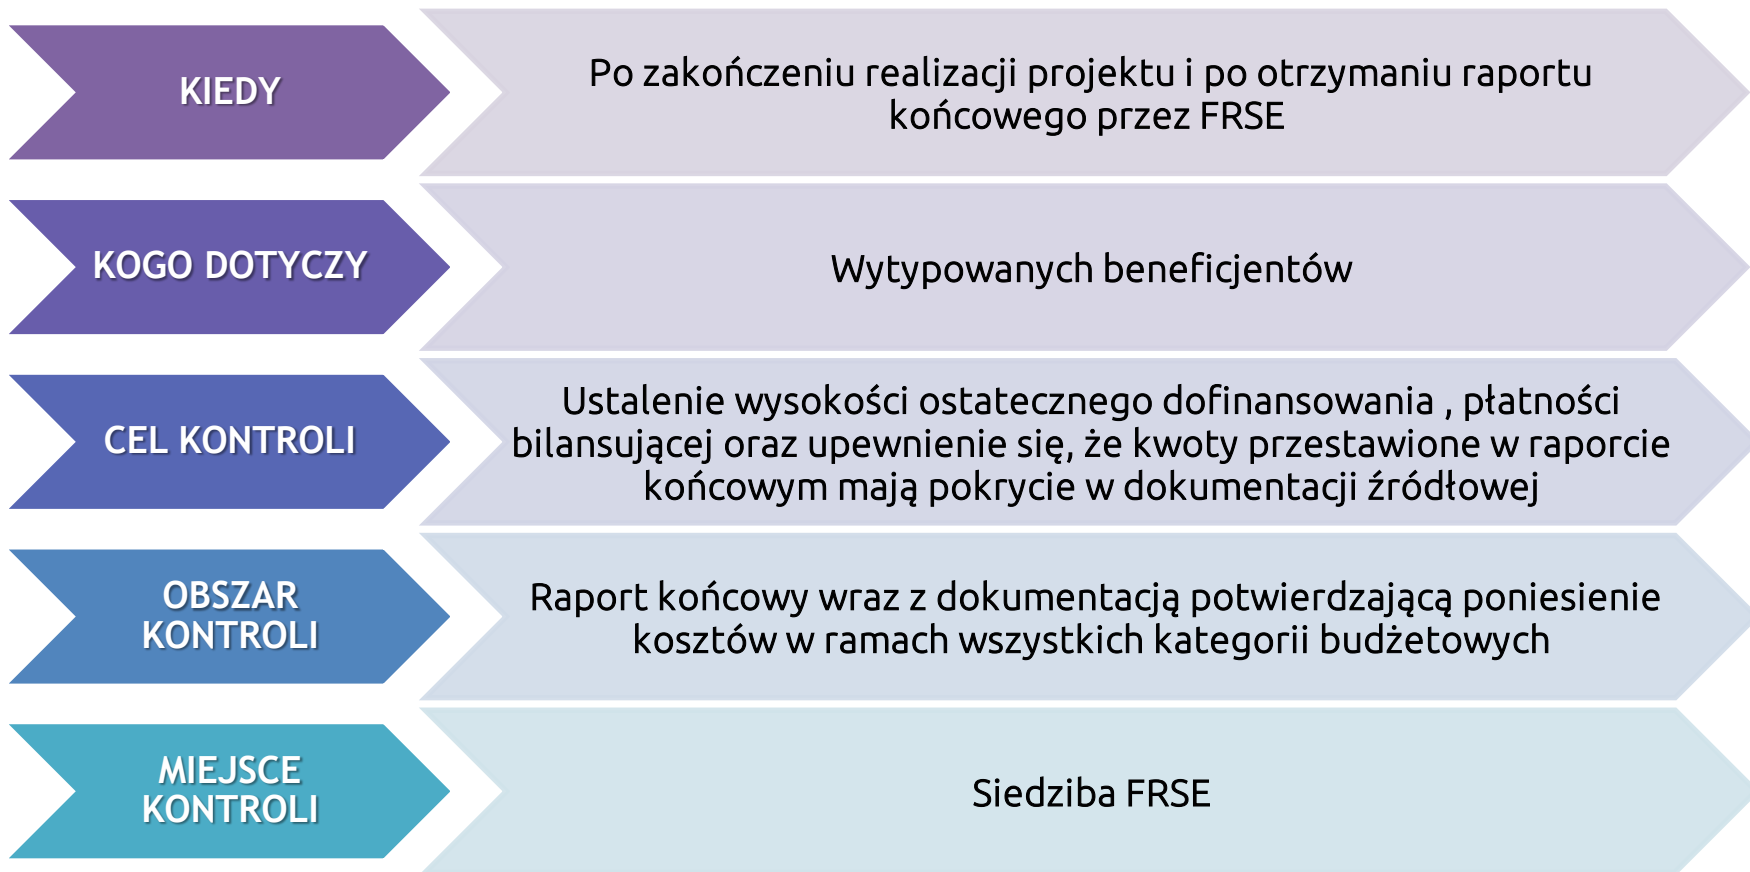 KIEDY
Po zakończeniu realizacji projektu i po otrzymaniu raportu
końcowego przez FRSE
KOGO DOTYCZY
Wytypowanych beneficjentów
CEL KONTROLI
Ustalenie wysokości ostatecznego dofinansowania , płatności
bilansującej oraz upewnienie się, że kwoty przestawione w raporcie
końcowym mają pokrycie w dokumentacji źródłowej
OBSZAR
KONTROLI
Raport końcowy wraz z dokumentacją potwierdzającą poniesienie
kosztów w ramach wszystkich kategorii budżetowych
MIEJSCE
KONTROLI
Siedziba FRSE